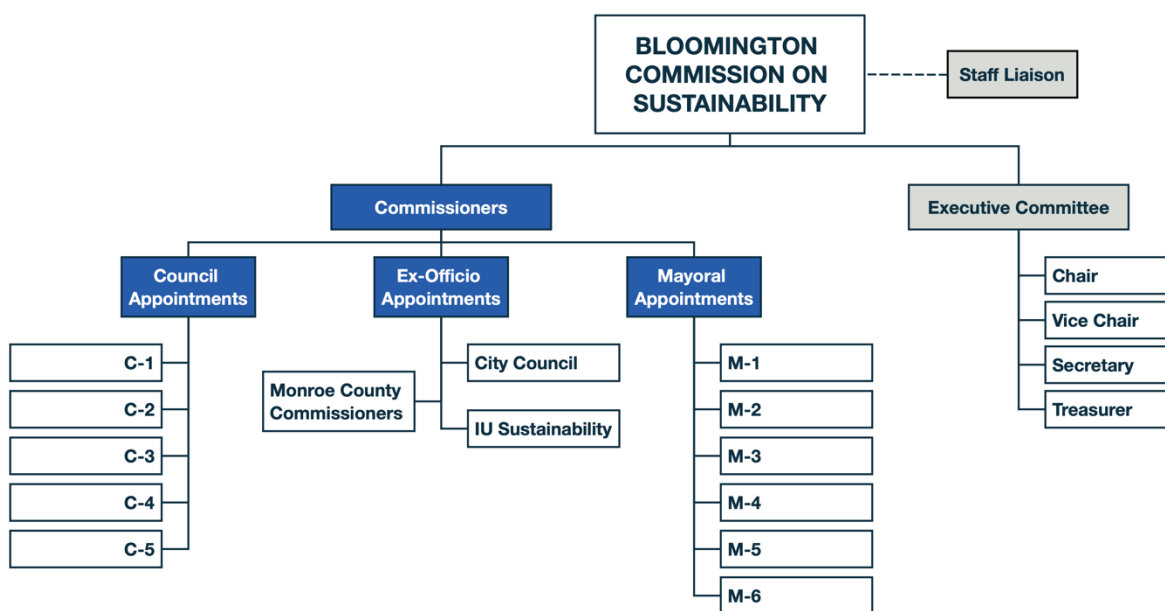 BLOOMINGTON
COMMISSION ON
SUSTAINABILITY
Staff Liaison
Commissioners
Executive Committee
Council
Appointments
Ex-Officio
Appointments
Mayoral
Appointments
C-1
C-2
C-3
C-4
C-5
Monroe County
Commissioners
City Council
IU Sustainability
M-1
M-2
M-3
M-4
M-5
M-6
Chair
Vice Chair
Secretary
Treasurer